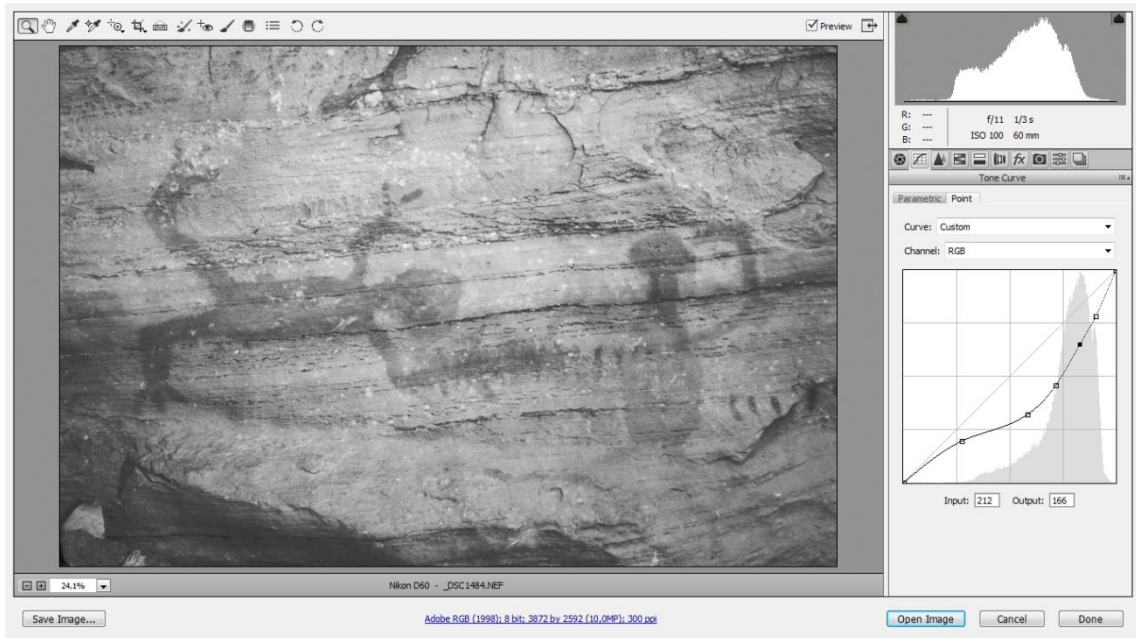 Preview
R: ---
G: ---
B: ---
f/11 1/3 s
ISO 100 60 mm
fx
Tone Curve
Parametric Point
Curve: Custom
Channel: RGB
Input: 212 Output: 166
24,1% Nikon D60 - _DSC1484.NEF
Save Image... Adobe RGB (1998); 8 bit; 3872 by 2592 (10,0MP); 300 ppi Open Image Cancel Done